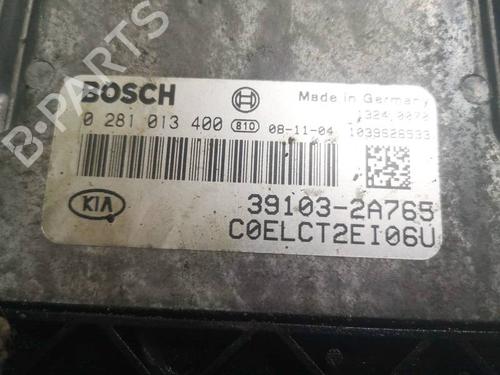 B-PARTS
BOSCH
Made in Germany
0 281 013 400 810 08-11-04 1039S26533
KIA
39103-2A765
C0ELCT2EI06U